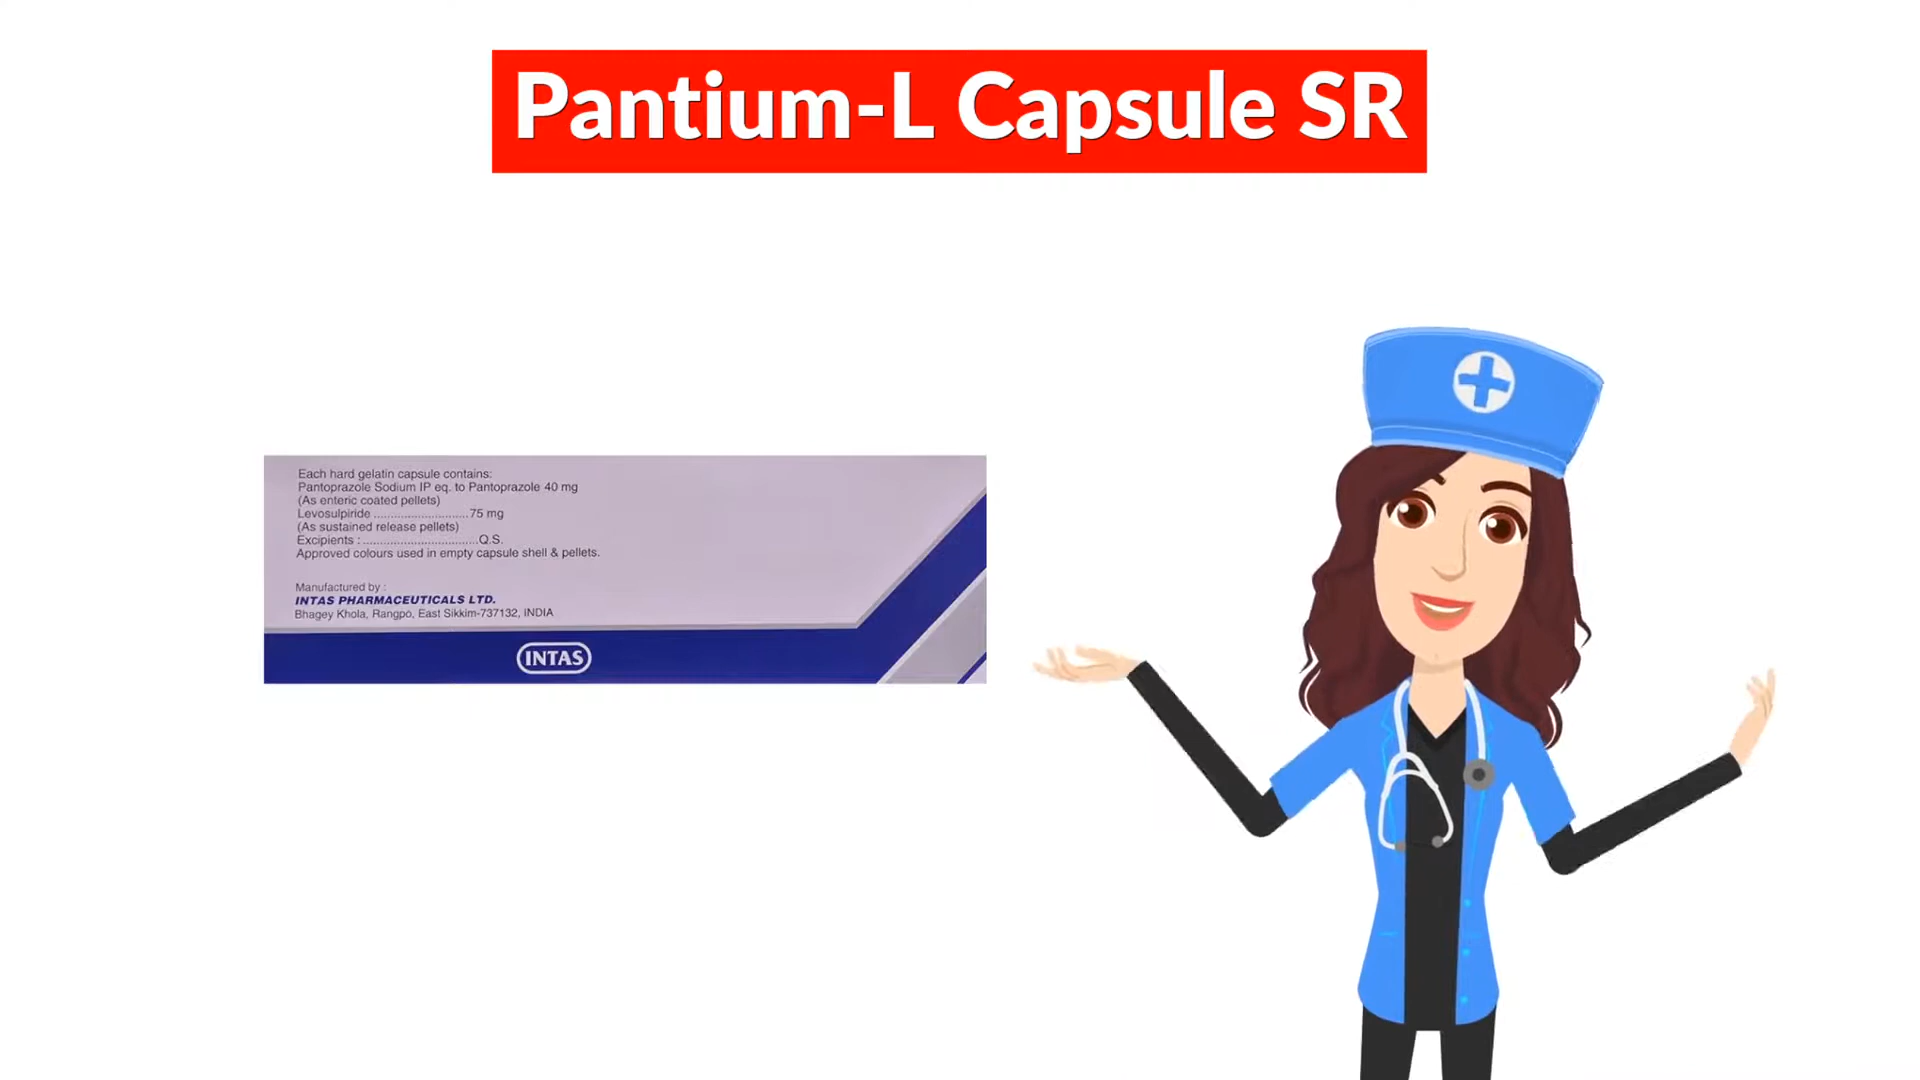 Pantium-L Capsule SR
Each hard gelatin capsule contains:
Pantoprazole Sodium IP eq. to Pantoprazole 40 mg
(As enteric coated pellets)
Levosulpiride ............................75 mg
(As sustained release pellets)
Excipients : ..................................Q.S.
Approved colours used in empty capsule shell & pellets.
Manufactured by :
INTAS PHARMACEUTICALS LTD.
Bhagey Khola, Rangpo, East Sikkim-737132, INDIA
INTAS